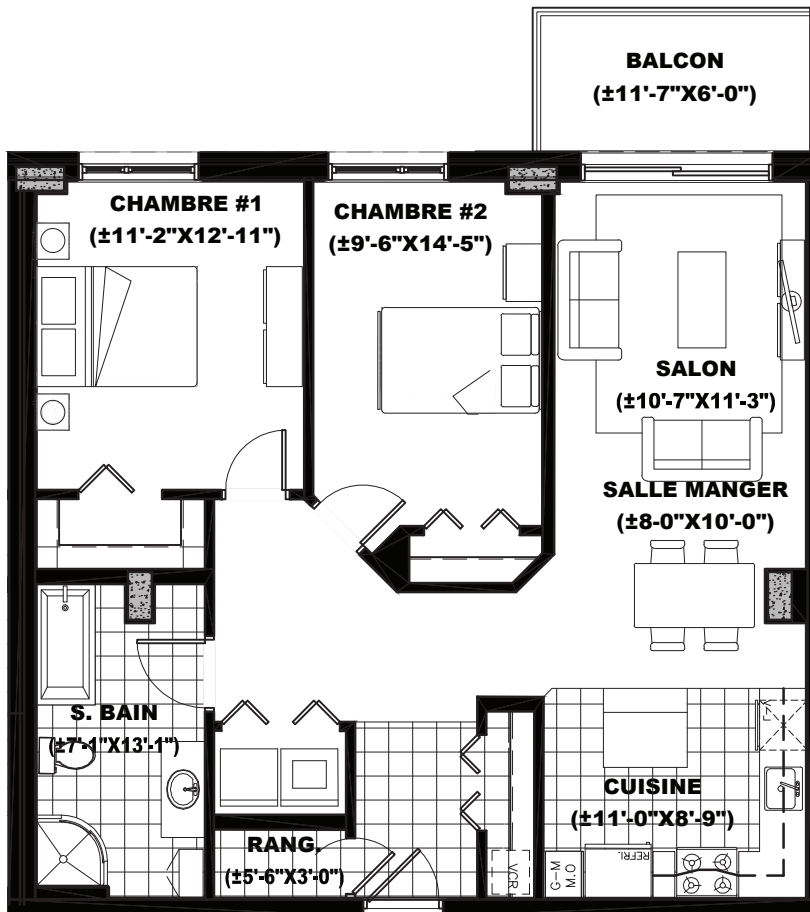 BALCON
(±11'-7"X6'-0")
CHAMBRE #1
(±11'-2"X12'-11")
CHAMBRE #2
(±9'-6"X14'-5")
SALON
(±10'-7"X11'-3")
SALLE MANGER
(±8-0"X10'-0")
S. BAIN
(±7'-1"X13'-1")
CUISINE
(±11'-0"X8'-9")
RANG.
(±5'-6"X3'-0")
VCR
G-M
M.O
REFRI.